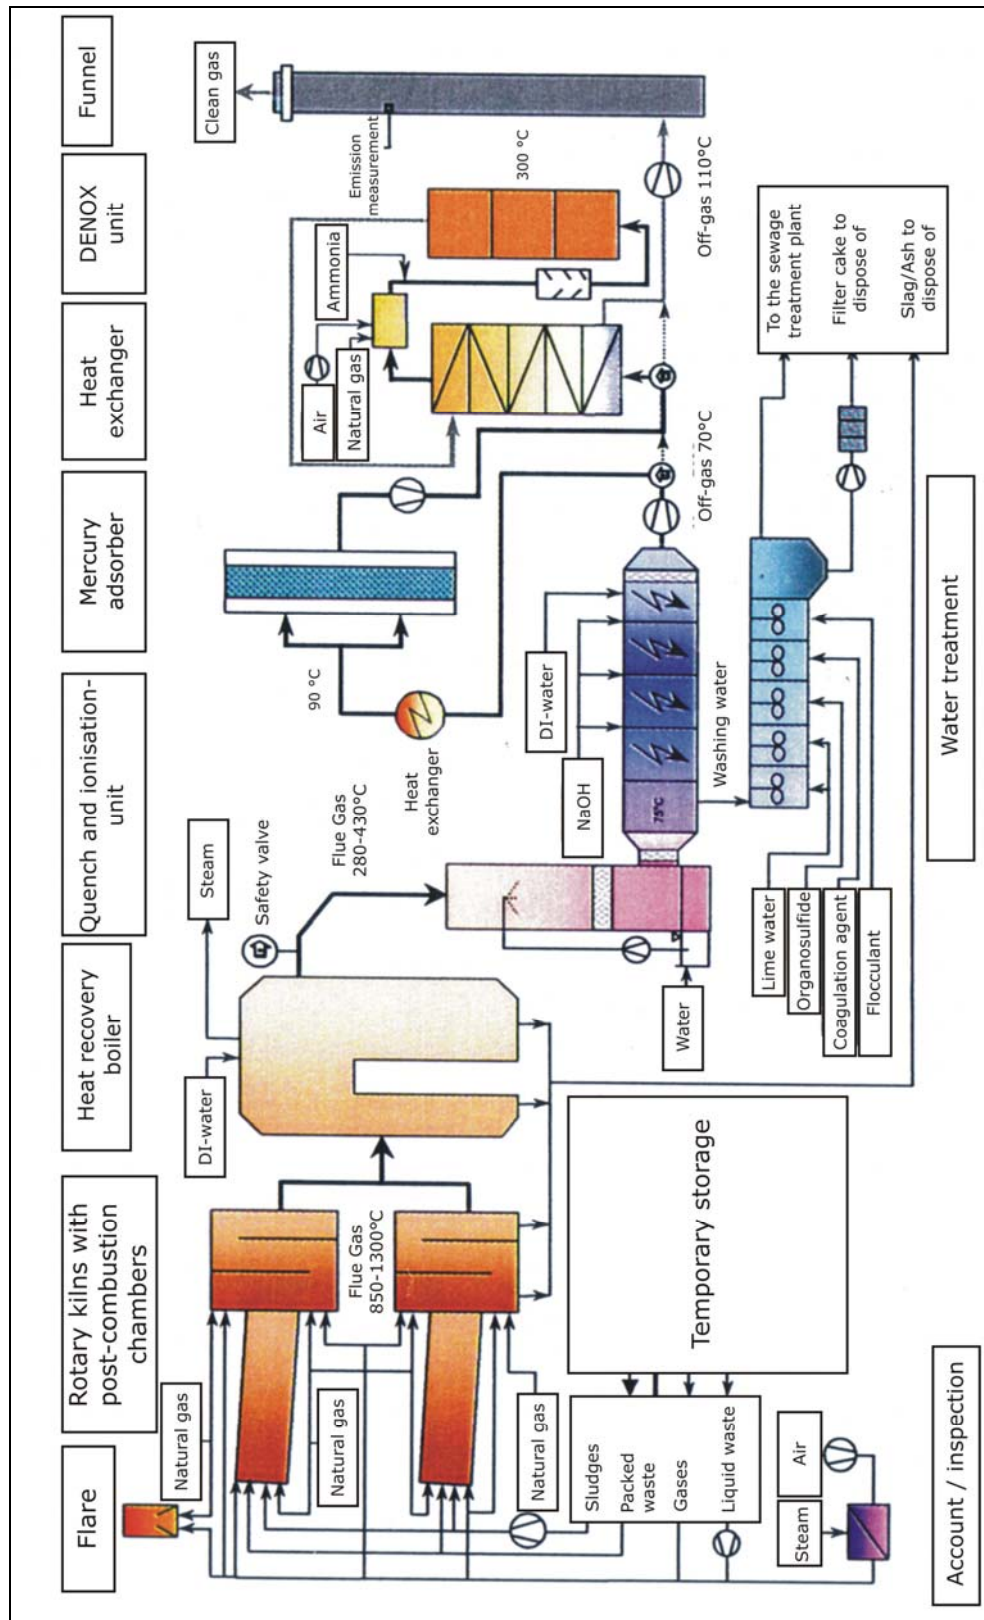 Flare
Rotary kilns with
post-combustion
chambers
Heat recovery
boiler
Quench and ionisation-
unit
Mercury
adsorber
Heat
exchanger
DENOX
unit
Funnel
Natural gas
DI-water
Steam
Safety valve
Flue Gas
280-430°C
Flue Gas
850-1300°C
Natural gas
Natural gas
Heat
exchanger
90 °C
Air
Natural gas
Ammonia
300 °C
Emission
measurement
Clean gas
Off-gas 70°C
Off-gas 110°C
DI-water
NaOH
75°C
Water
Washing water
Lime water
Organosulfide
Coagulation agent
Flocculant
To the sewage
treatment plant
Filter cake to
dispose of
Slag/Ash to
dispose of
Sludges
Packed
waste
Gases
Liquid waste
Temporary storage
Steam
Air
Account / inspection
Water treatment